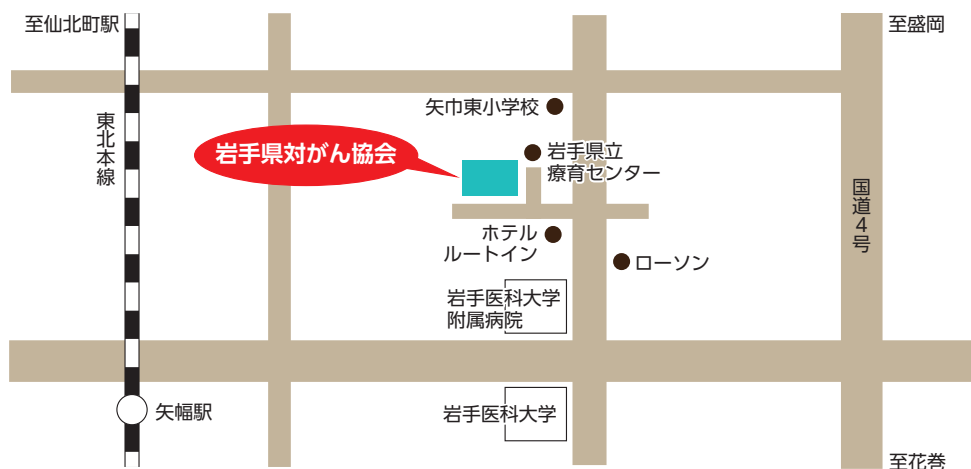 至仙北町駅
至盛岡
矢巾東小学校
東北本線
岩手県対がん協会
岩手県立
療育センター
国道4号
ホテル
ルートイン
ローソン
岩手医科大学
附属病院
矢幅駅
岩手医科大学
至花巻